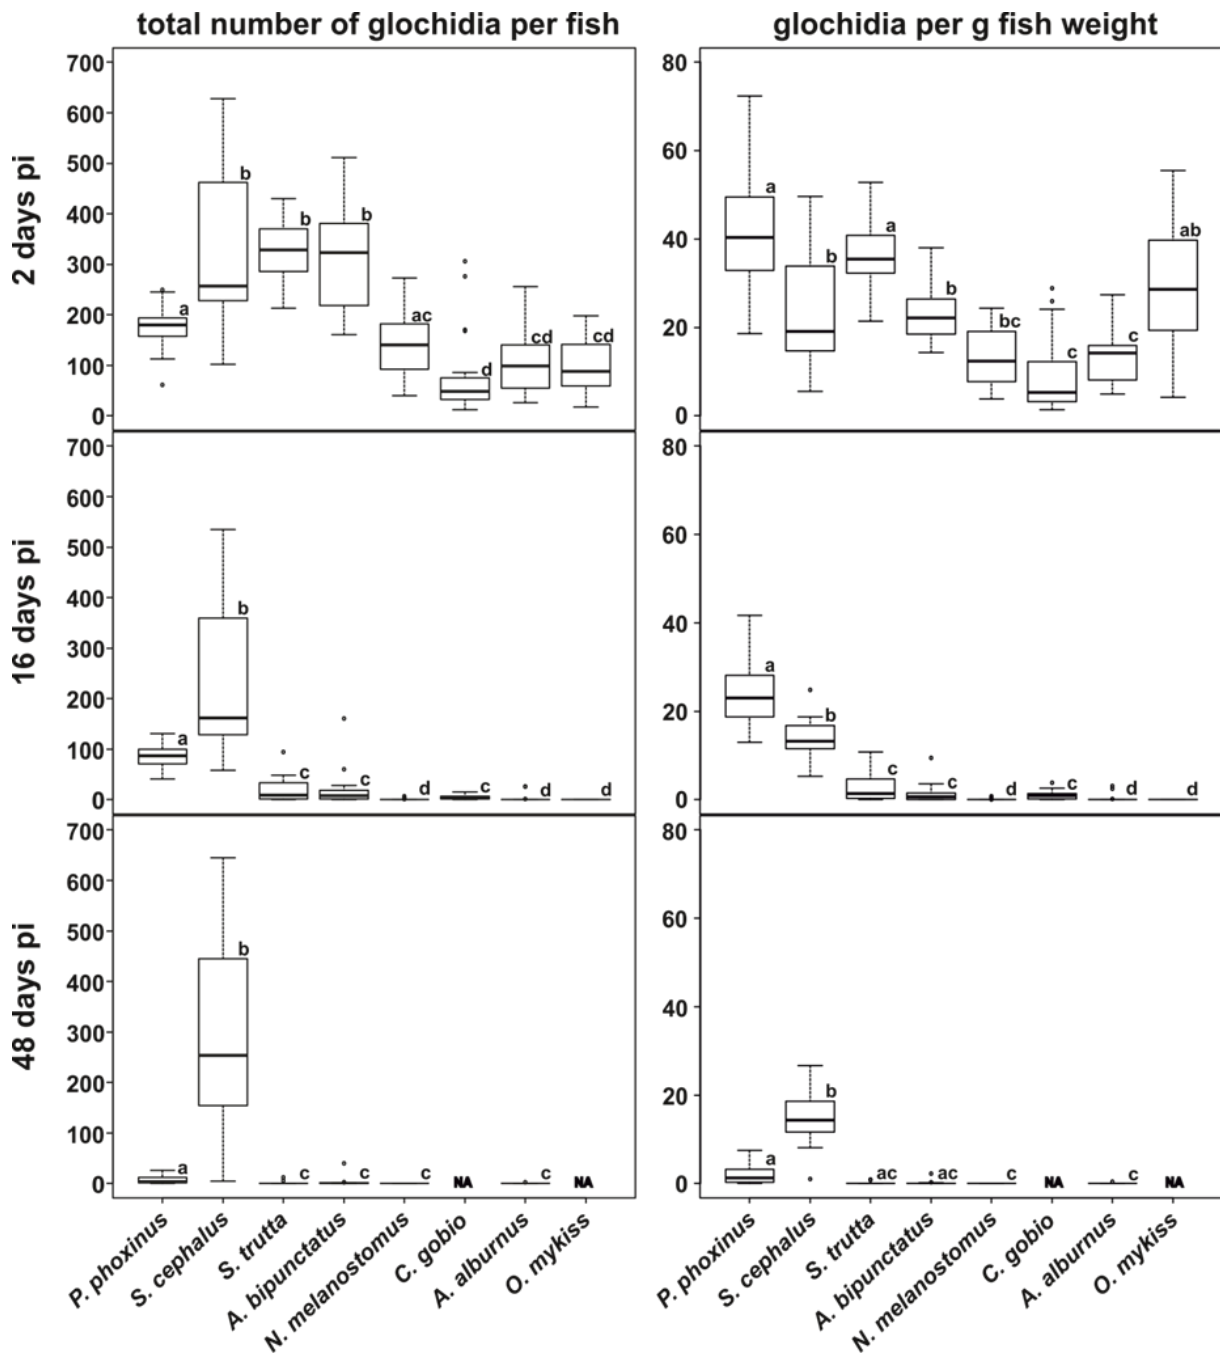 total number of glochidia per fish
glochidia per g fish weight
2 days pi
700
600
500
400
300
200
100
0
a
b
b
b
ac
d
cd
cd
80
60
40
20
0
a
b
a
b
bc
c
c
ab
16 days pi
700
600
500
400
300
200
100
0
a
b
c
c
d
c
d
d
80
60
40
20
0
a
b
c
c
d
c
d
d
48 days pi
700
600
500
400
300
200
100
0
a
b
c
c
c
NA
c
NA
80
60
40
20
0
a
b
ac
ac
c
NA
c
NA
P. phoxinus
S. cephalus
S. trutta
A. bipunctatus
N. melanostomus
C. gobio
A. alburnus
O. mykiss
P. phoxinus
S. cephalus
S. trutta
A. bipunctatus
N. melanostomus
C. gobio
A. alburnus
O. mykiss